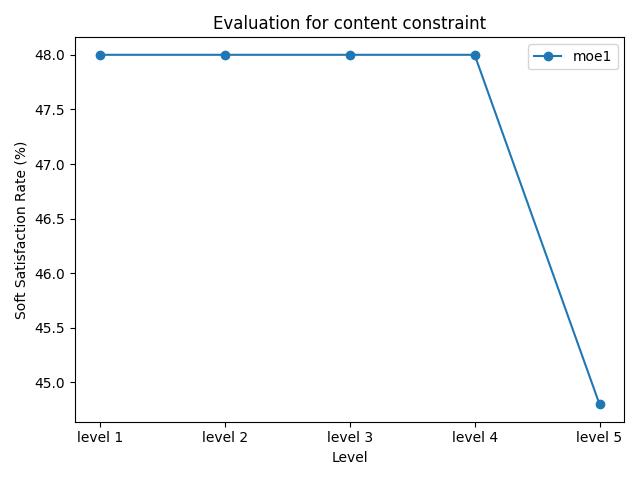 Evaluation for content constraint
moe1
Soft Satisfaction Rate (%)
48.0
47.5
47.0
46.5
46.0
45.5
45.0
level 1 level 2 level 3 level 4 level 5
Level